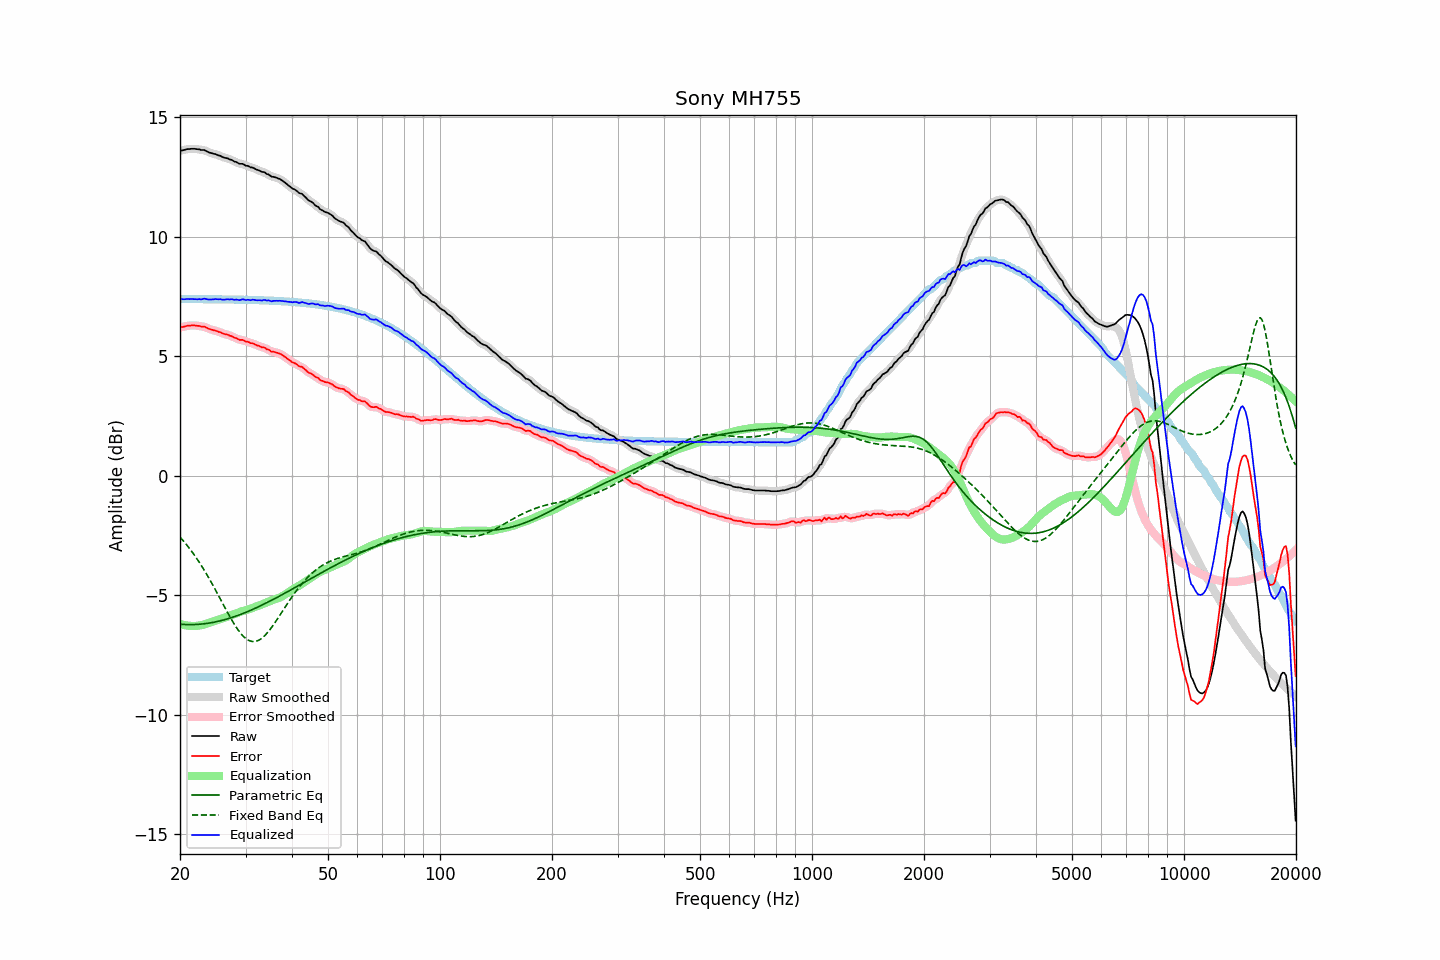 Sony MH755
15
10
5
0
−5
−10
−15
Amplitude (dBr)
Target
Raw Smoothed
Error Smoothed
Raw
Error
Equalization
Parametric Eq
Fixed Band Eq
Equalized
20 50 100 200 500 1000 2000 5000 10000 20000
Frequency (Hz)